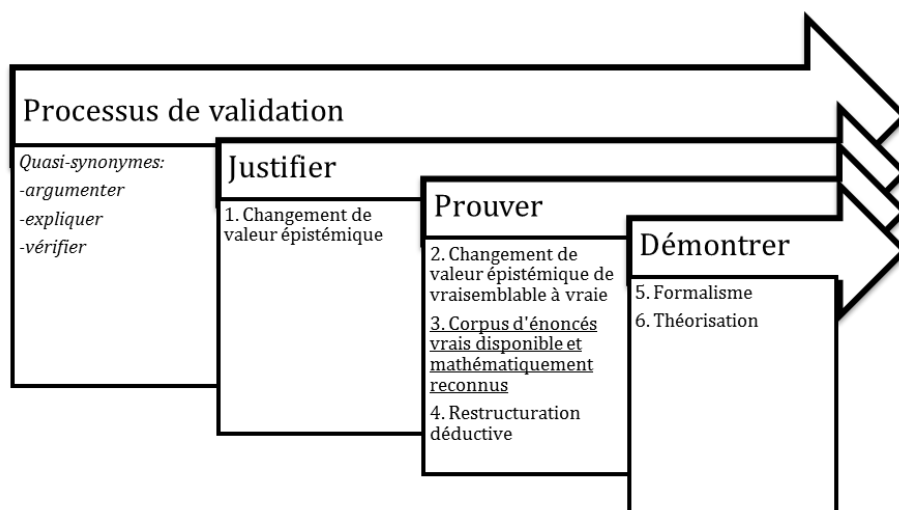 Processus de validation
Quasi-synonymes:
-argumenter
-expliquer
-vérifier
Justifier
1. Changement de
valeur épistémique
Prouver
2. Changement de
valeur épistémique de
vraisemblable à vraie
3. Corpus d'énoncés
vrais disponible et
mathématiquement
reconnus
4. Restructuration
déductive
Démontrer
5. Formalisme
6. Théorisation